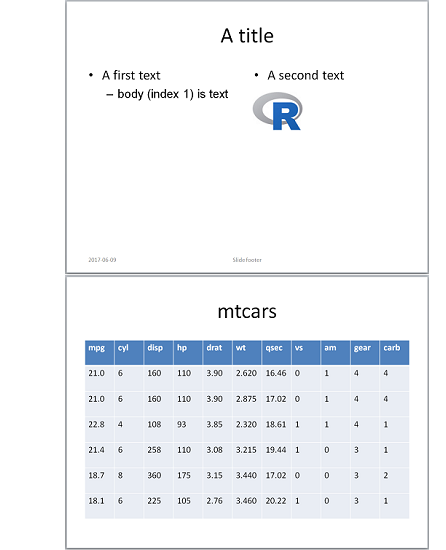 A title
• A first text
– body (index 1) is text
• A second text
R
2017-06-09 Slide footer
mtcars
mpg cyl disp hp drat wt qsec vs am gear carb
21.0 6 160 110 3.90 2.620 16.46 0 1 4 4
21.0 6 160 110 3.90 2.875 17.02 0 1 4 4
22.8 4 108 93 3.85 2.320 18.61 1 1 4 1
21.4 6 258 110 3.08 3.215 19.44 1 0 3 1
18.7 8 360 175 3.15 3.440 17.02 0 0 3 2
18.1 6 225 105 2.76 3.460 20.22 1 0 3 1